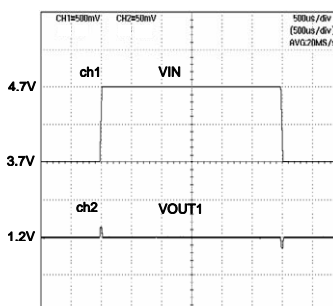 CH1=500mV CH2=50mV 500us/div
(500us/div)
AVG:20MS/s
ch1 VIN
4.7V
3.7V
ch2 VOUT1
1.2V